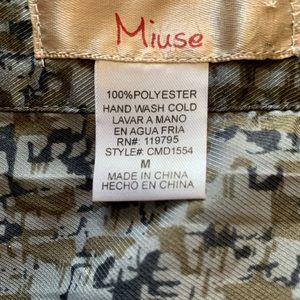 Miuse
100%POLYESTER
HAND WASH COLD
LAVAR A MANO
EN AGUA FRIA
RN#: 119795
STYLE#: CMD1554
M
MADE IN CHINA
HECHO EN CHINA